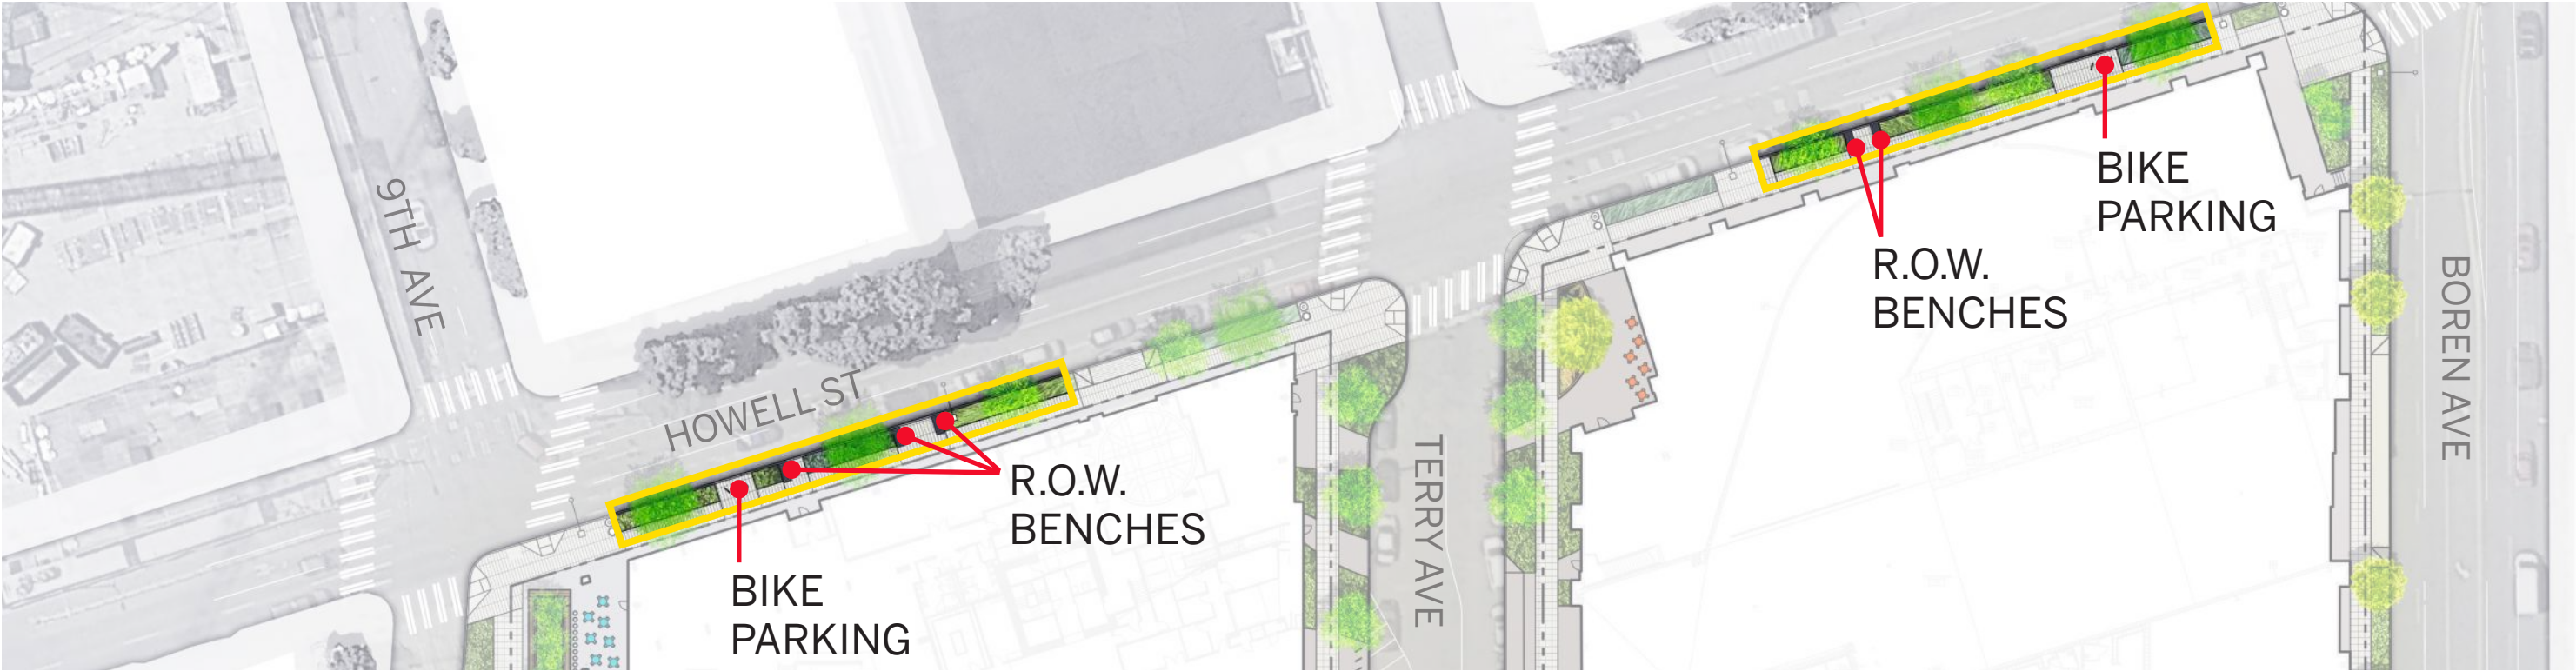 9TH AVE
HOWELL ST
BIKE
PARKING
R.O.W.
BENCHES
TERRY AVE
R.O.W.
BENCHES
BIKE
PARKING
BOREN AVE